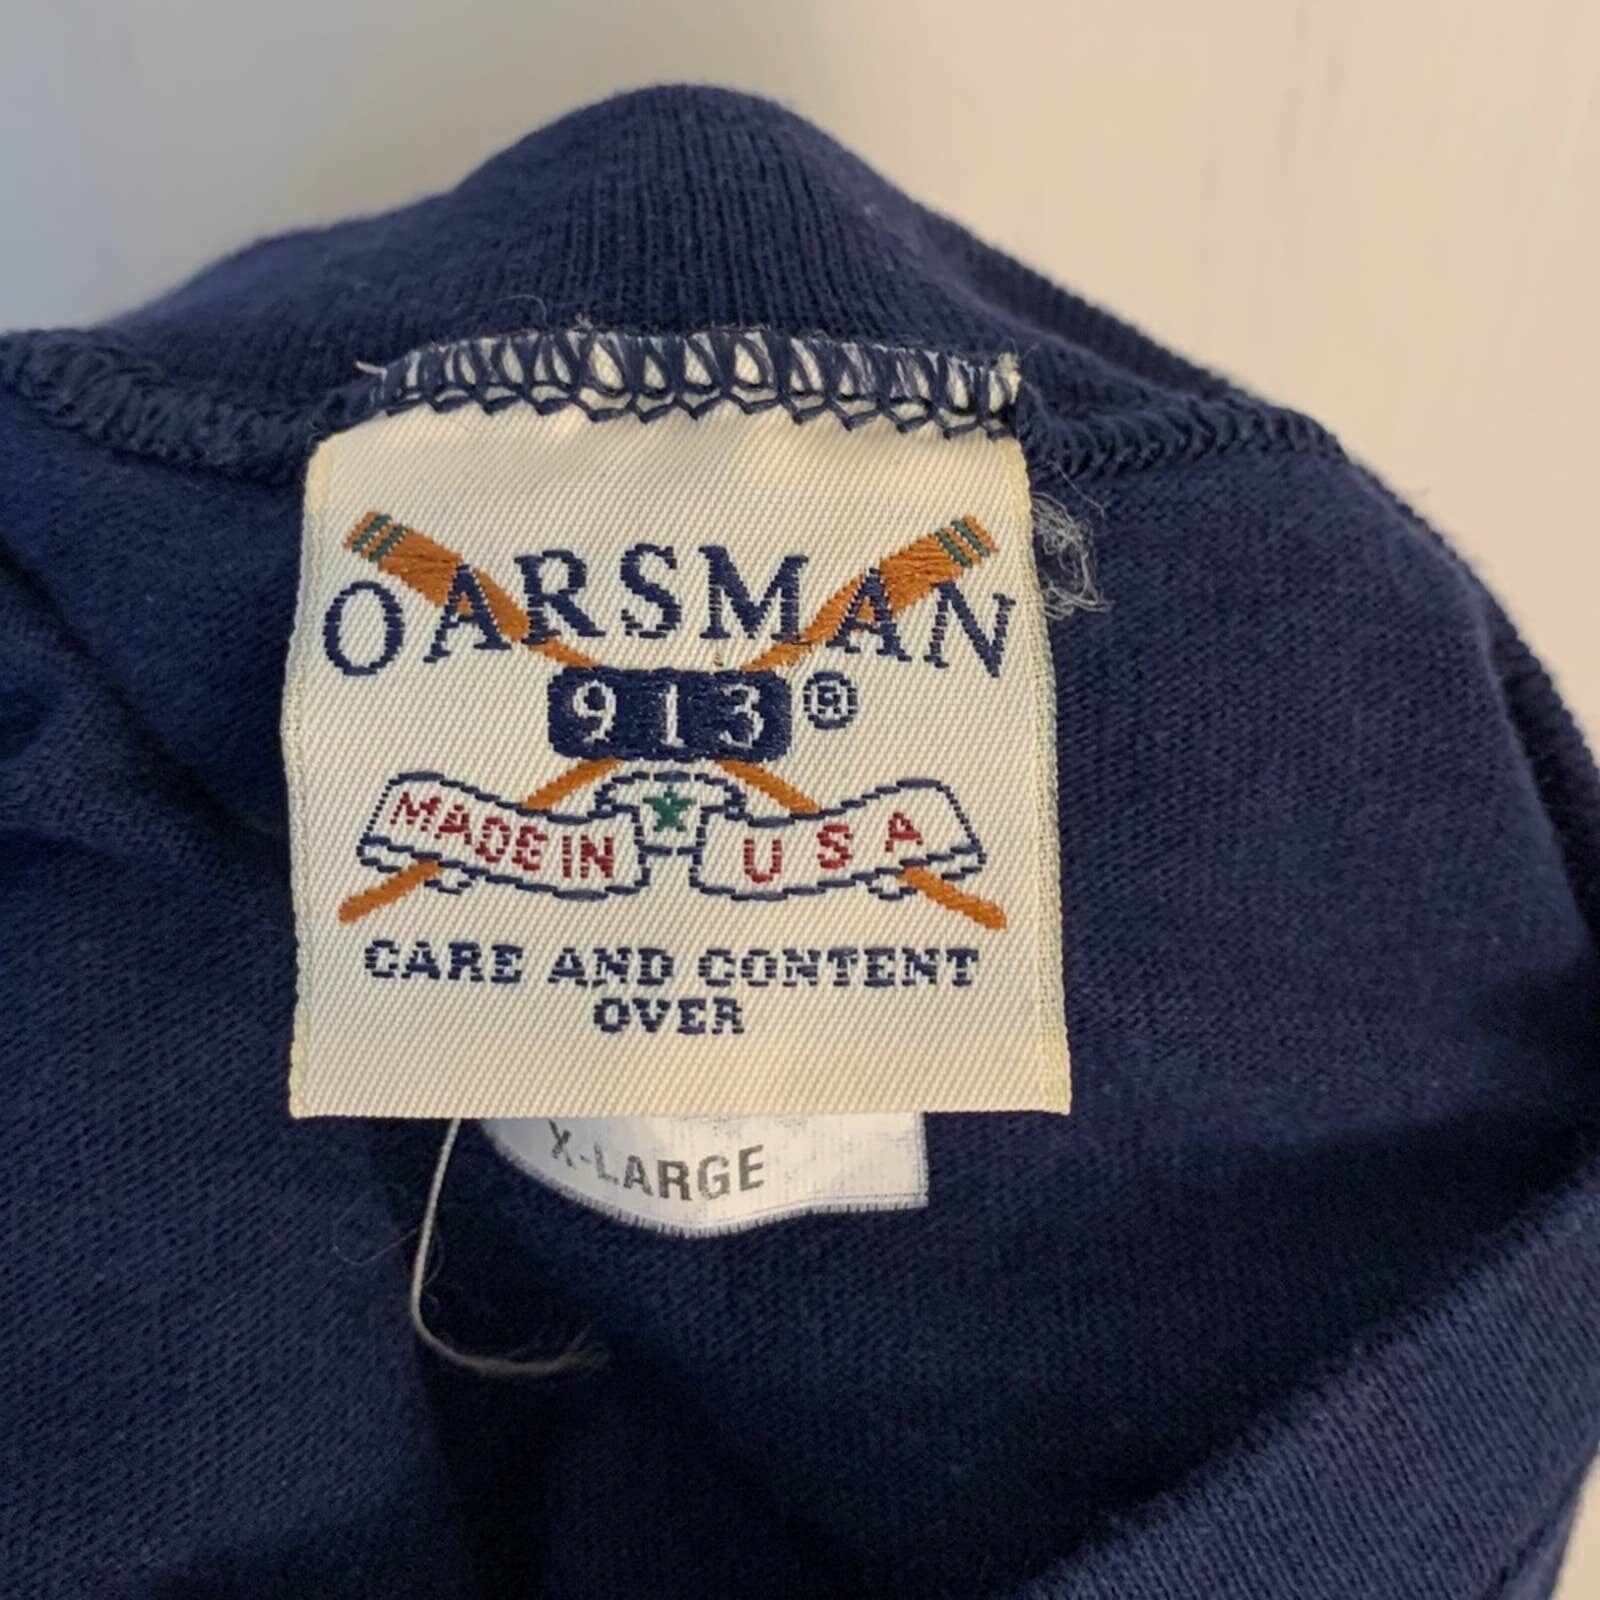 OARSMAN
913®
MADE IN USA
CARE AND CONTENT
OVER
X-LARGE